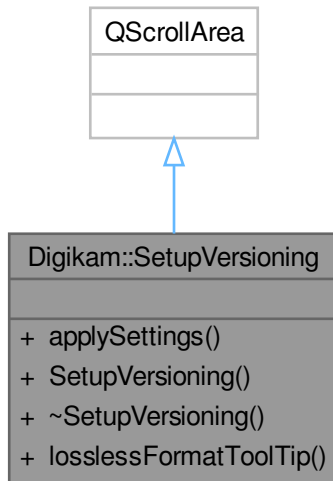 QScrollArea
Digikam::SetupVersioning
+ applySettings()
+ SetupVersioning()
+ ~SetupVersioning()
+ losslessFormatToolTip()